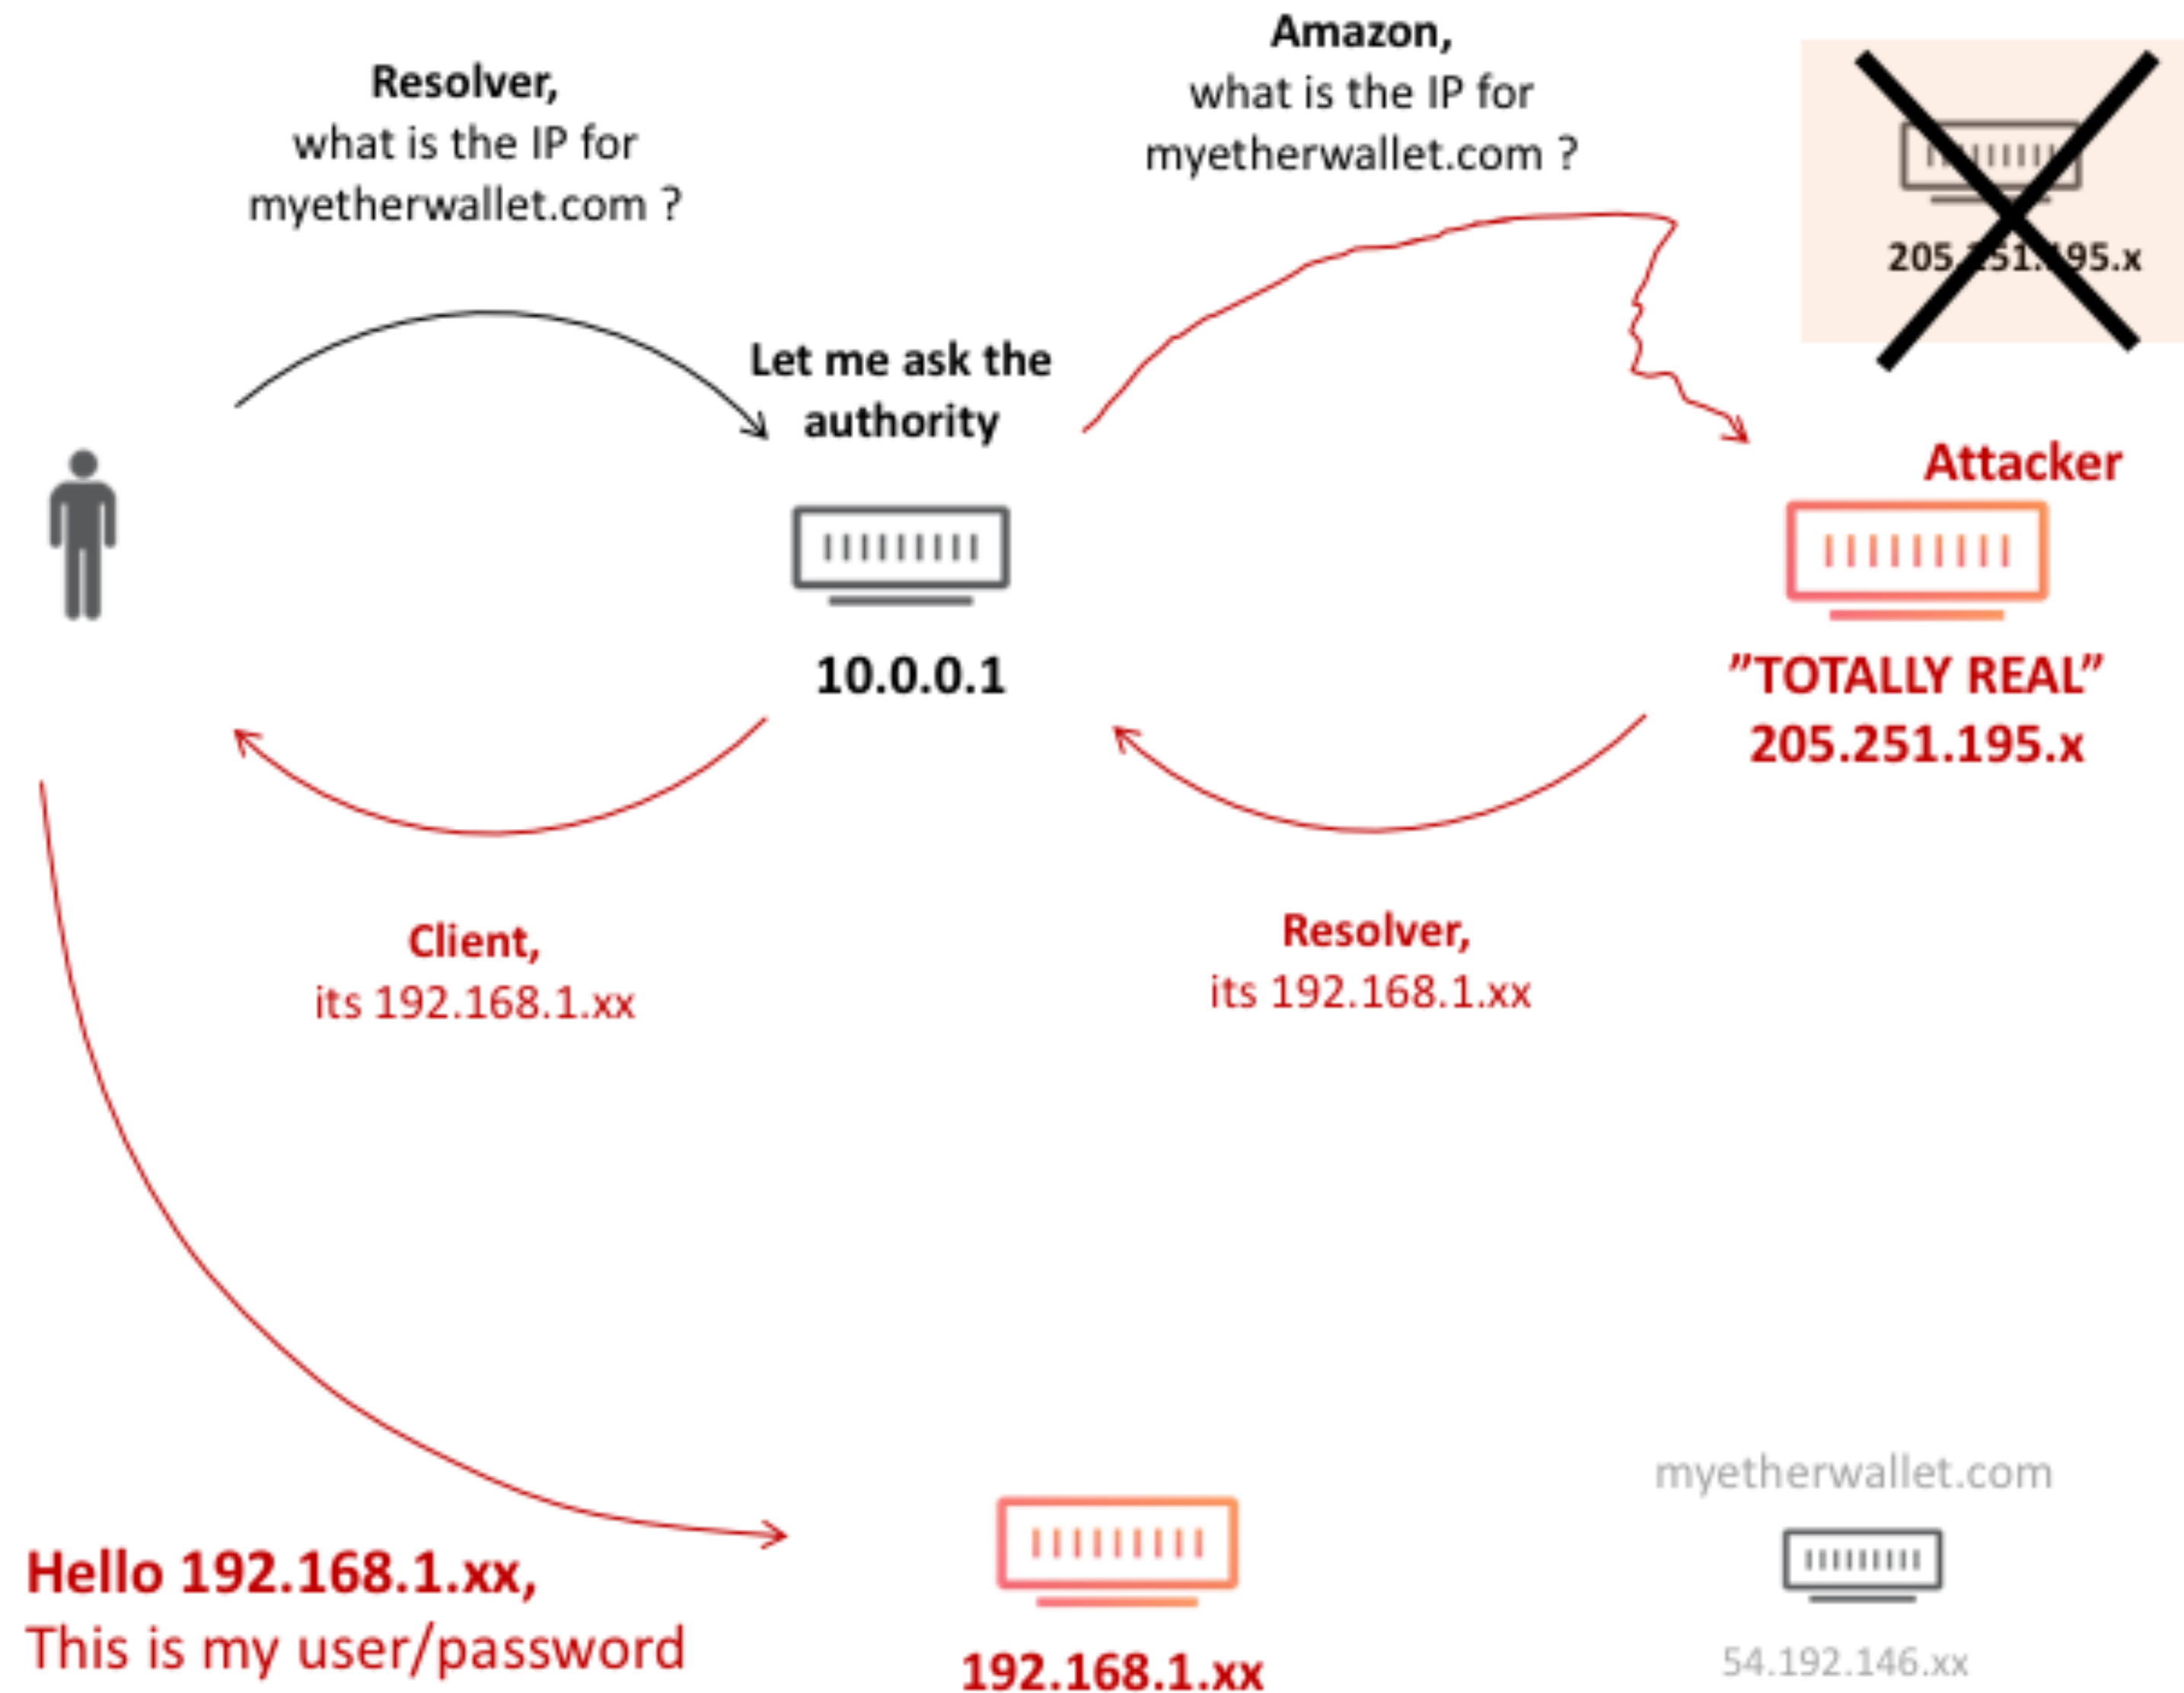 Resolver,
what is the IP for
myetherwallet.com ?
Amazon,
what is the IP for
myetherwallet.com ?
205.251.195.x
Let me ask the
authority
10.0.0.1
Attacker
”TOTALLY REAL”
205.251.195.x
Client,
its 192.168.1.xx
Resolver,
its 192.168.1.xx
Hello 192.168.1.xx,
This is my user/password
192.168.1.xx
myetherwallet.com
54.192.146.xx